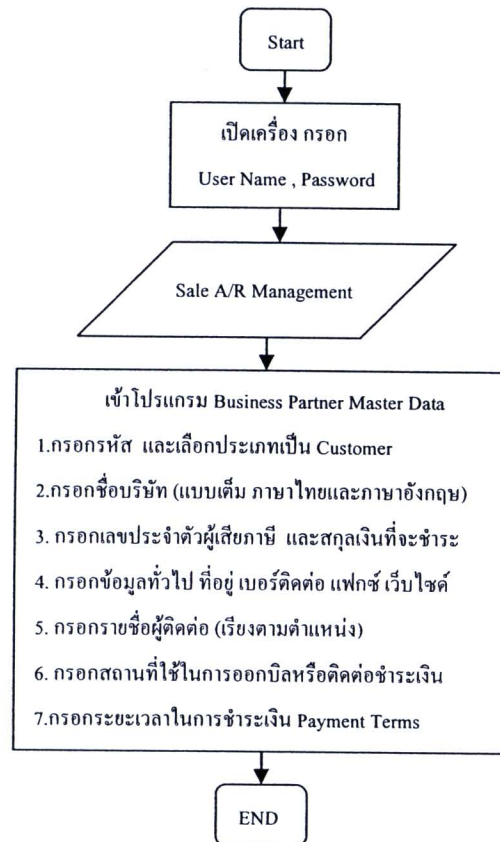 Start
เปิดเครื่อง กรอก
User Name , Password
Sale A/R Management
เข้าโปรแกรม Business Partner Master Data
1.กรอกรหัส และเลือกประเภทเป็น Customer
2.กรอกชื่อบริษัท (แบบเต็ม ภาษาไทยและภาษาอังกฤษ)
3. กรอกเลขประจำตัวผู้เสียภาษี และสกุลเงินที่จะชำระ
4. กรอกข้อมูลทั่วไป ที่อยู่ เบอร์ติดต่อ แฟกซ์ เว็บไซค์
5. กรอกรายชื่อผู้ติดต่อ (เรียงตามตำแหน่ง)
6. กรอกสถานที่ใช้ในการออกบิลหรือติดต่อชำระเงิน
7.กรอกระยะเวลาในการชำระเงิน Payment Terms
END